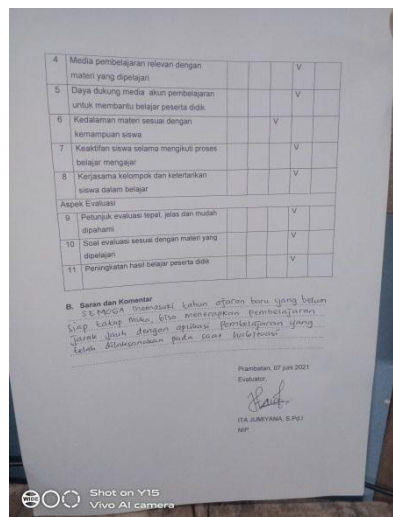 4 Media pembelajaran relevan dengan V
materi yang dipelajari
5 Daya dukung media akun pembelajaran V
untuk membantu belajar peserta didik
6 Kedalaman materi sesuai dengan V
kemampuan siswa
7 Keaktifan siswa selama mengikuti proses V
belajar mengajar
8 Kerjasama kelompok dan ketertarikan V
siswa dalam belajar
Aspek Evaluasi
9 Petunjuk evaluasi tepat, jelas dan mudah V
dipahami
10 Soal evaluasi sesuai dengan materi yang V
dipelajari
11 Peningkatan hasil belajar peserta didik V
B. Saran dan Komentar
SEMOGA memasuki tahun ajaran baru yang belum
siap tatap muka, bisa menerapkan pembelajaran
jarak jauh dengan aplikasi pembelajaran yang
telah dilaksanakan pada saat
Prambatan, 07 juni 2021
Evaluator,
ITA JUMIYANA, S.Pd.I
NIP.
WIDE
Shot on Y15
Vivo AI camera